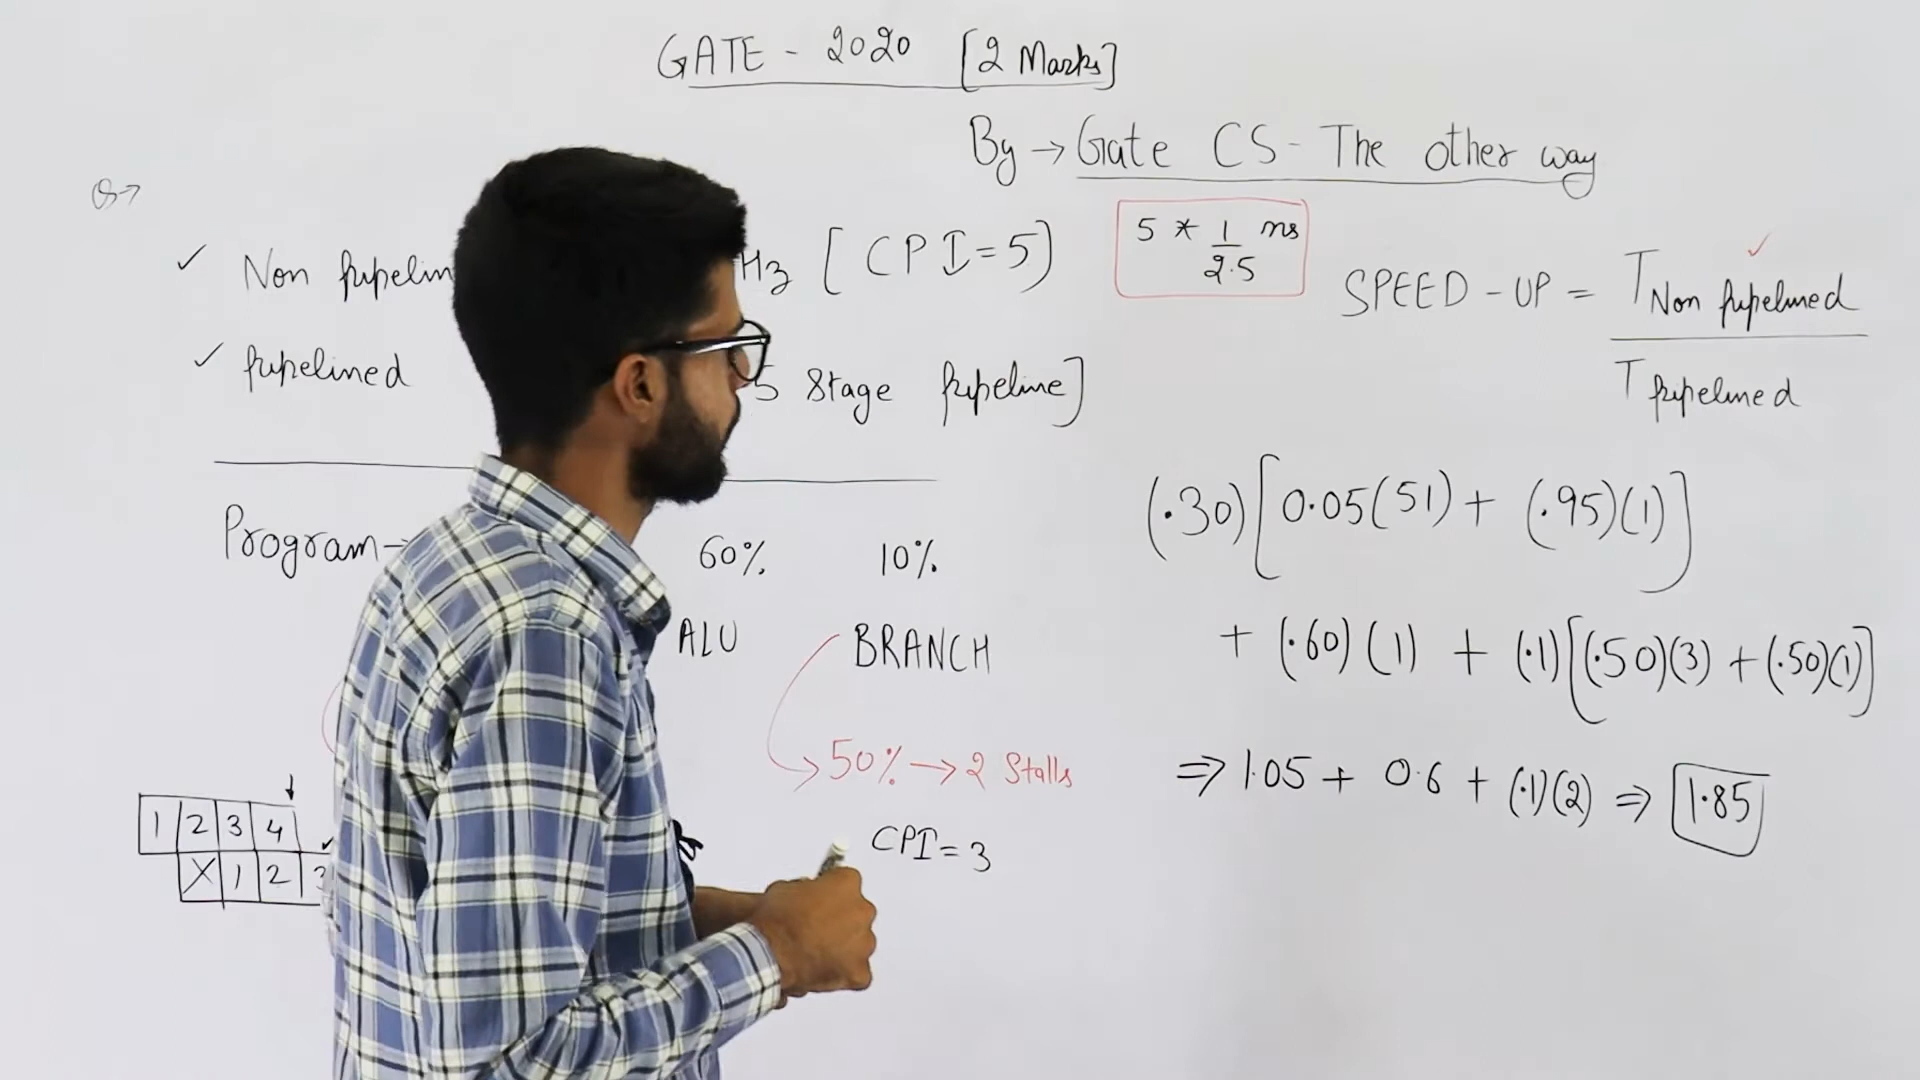 GATE - 2020 [2 Marks]
By → Gate CS - The other way
Q→
✓ Non pipelin Hz [CPI=5]
5 * 1/2.5 ns
SPEED-UP = T Non pipelined / T pipelined
✓ pipelined 5 Stage pipeline]
Program → 60% 10%
ALU BRANCH
50% → 2 Stalls
CPI = 3
1 2 3 4
X 1 2 3
(.30)[0.05(51) + (.95)(1)]
+ (.60)(1) + (.1)[(.50)(3) + (.50)(1)]
⇒ 1.05 + 0.6 + (.1)(2) ⇒ 1.85